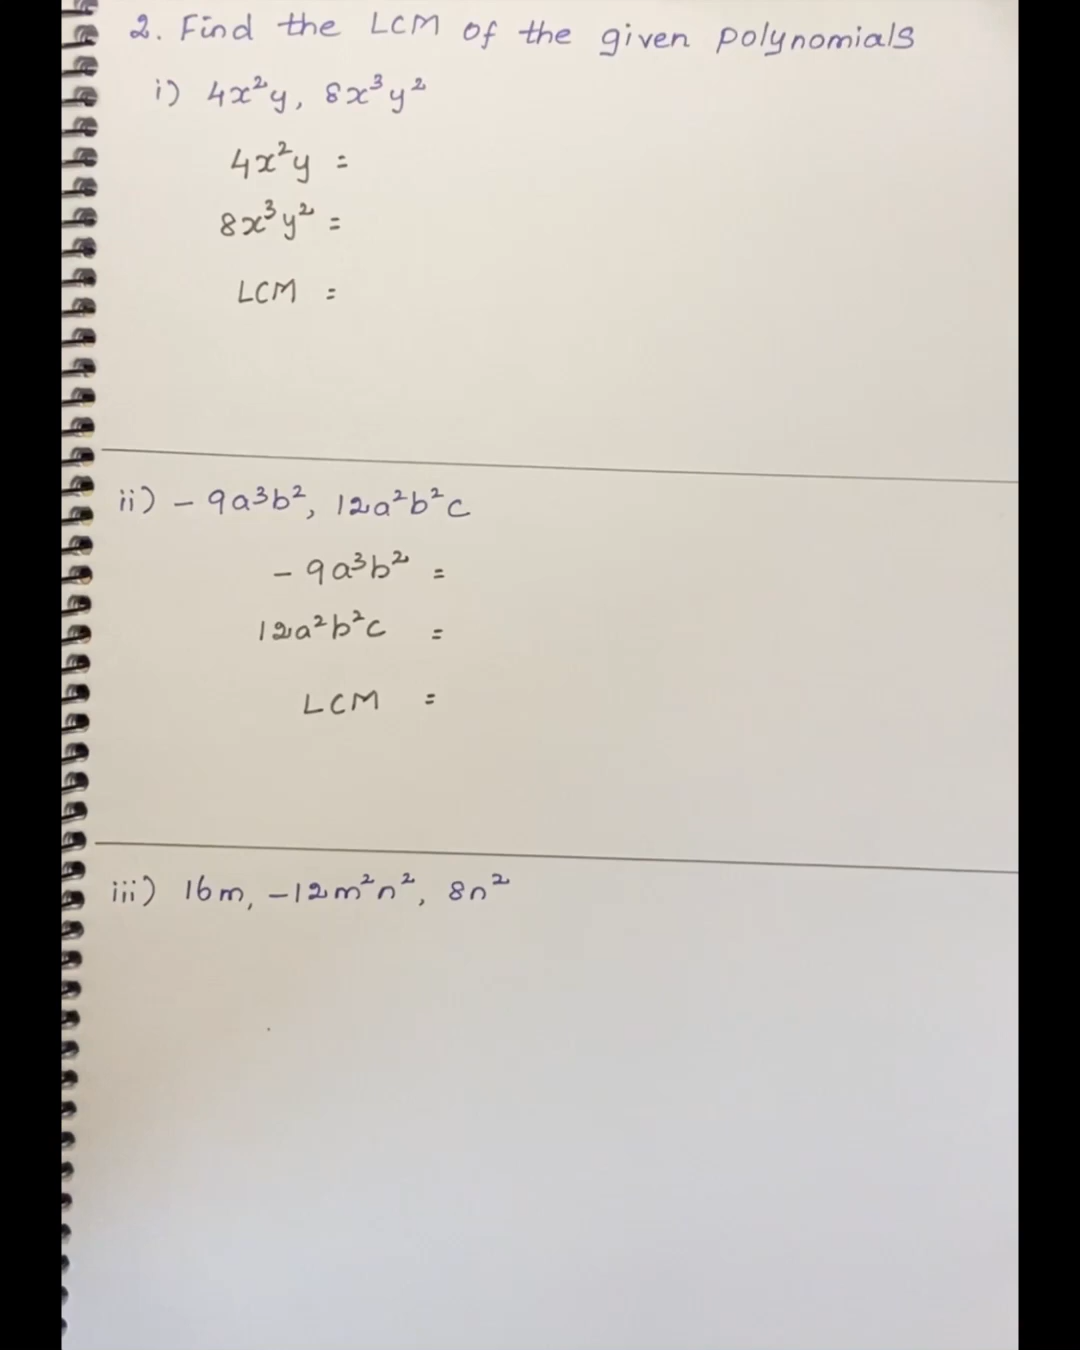 2. Find the LCM of the given polynomials
i) 4x²y, 8x³y²
4x²y =
8x³y² =
LCM =
ii) - 9a³b², 12a²b²c
- 9a³b² =
12a²b²c =
LCM =
iii) 16m, -12m²n², 8n²